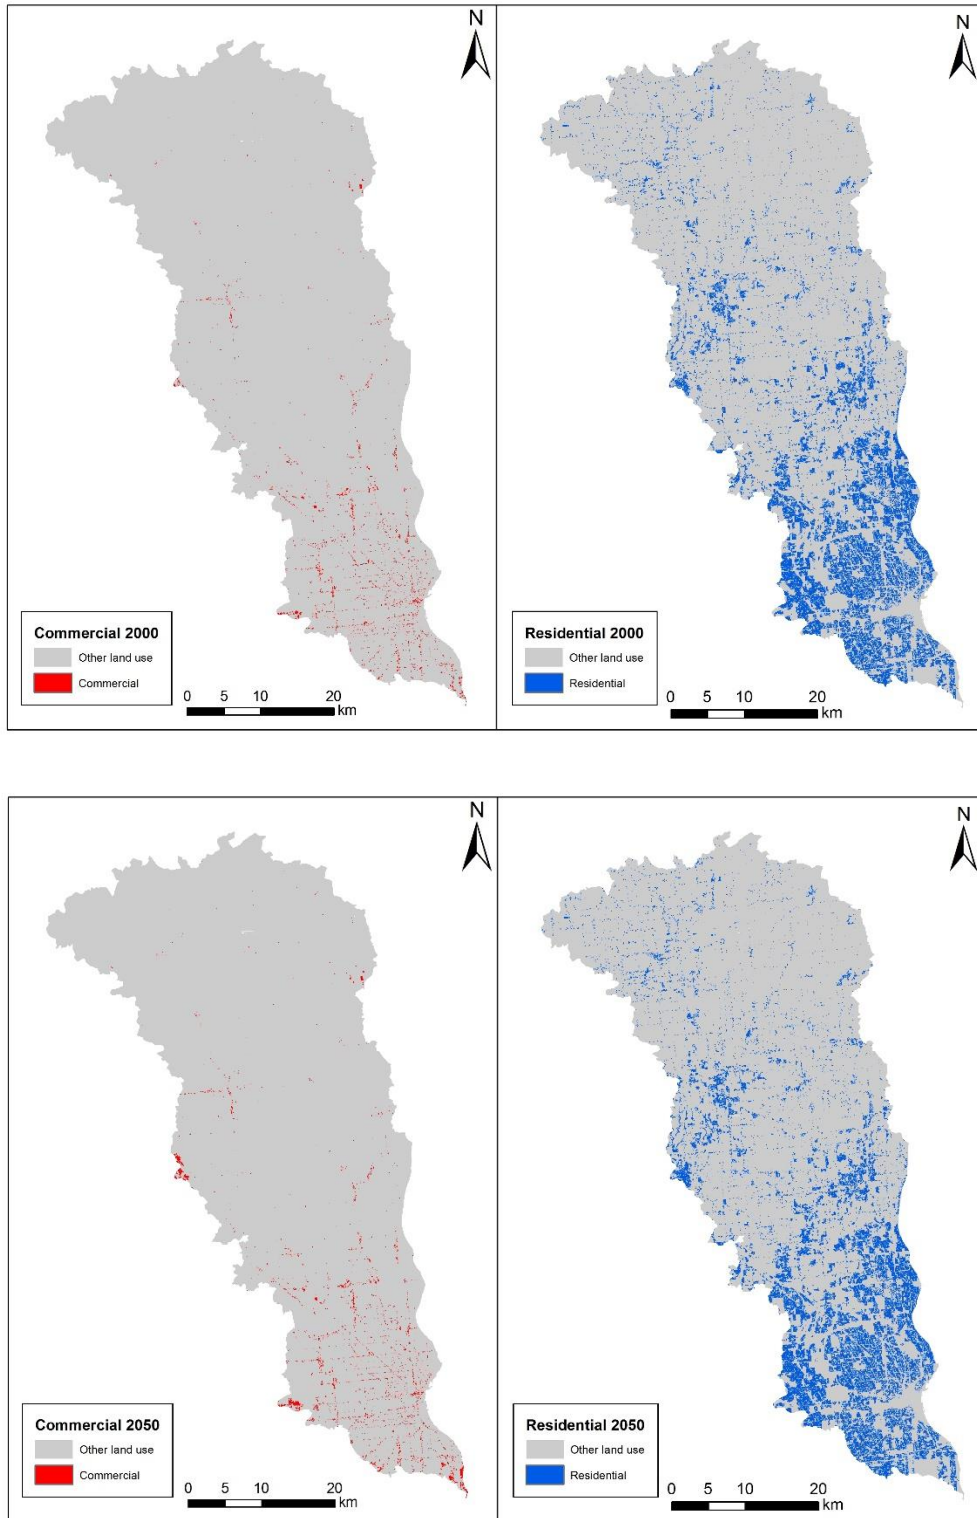 N
Commercial 2000
Other land use
Commercial
0 5 10 20
km
N
Residential 2000
Other land use
Residential
0 5 10 20
km
N
Commercial 2050
Other land use
Commercial
0 5 10 20
km
N
Residential 2050
Other land use
Residential
0 5 10 20
km